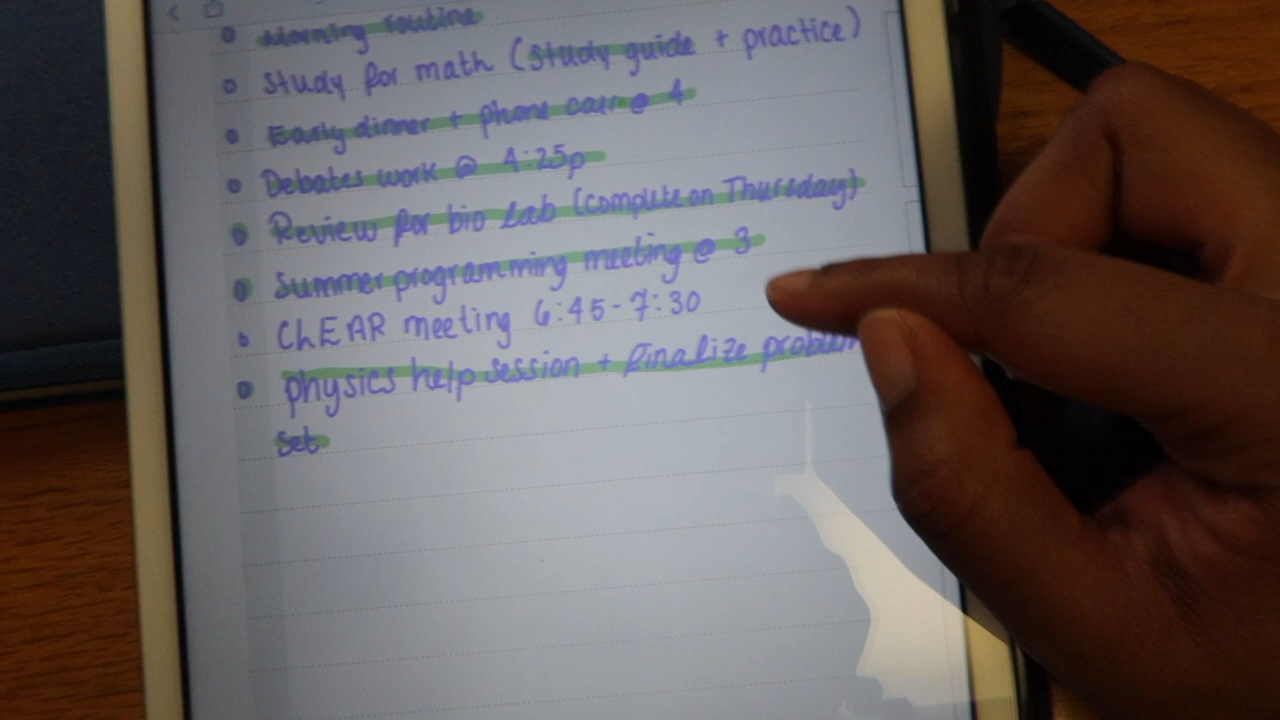 Morning routine
Study for math (study guide + practice)
Early dinner + phone call @ 4
Debates work @ 4:25p
Review for bio lab (complete on Thursday)
Summer programming meeting @ 3
ChEAR meeting 6:45-7:30
physics help session + finalize problem
set